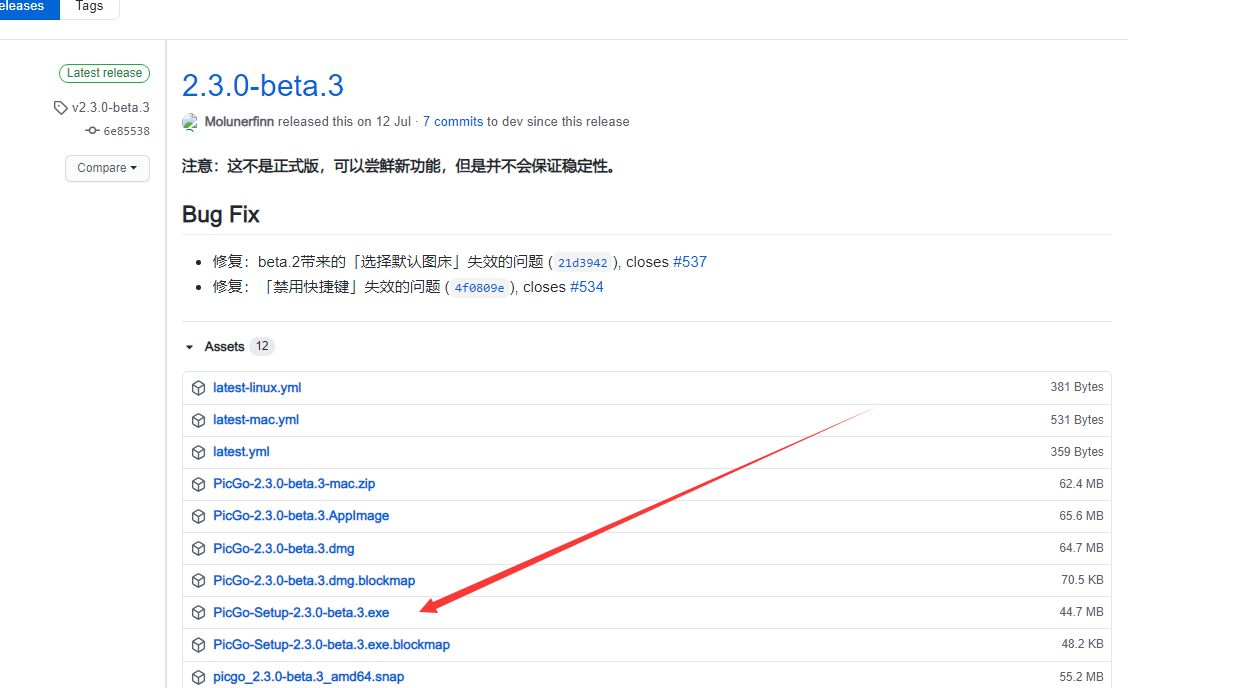 Tags
Latest release
2.3.0-beta.3
v2.3.0-beta.3
6e85538
Compare
Molunerfinn released this on 12 Jul · 7 commits to dev since this release
注意：这不是正式版，可以尝鲜新功能，但是并不会保证稳定性。
Bug Fix
修复：beta.2带来的「选择默认图床」失效的问题 (21d3942), closes #537
修复：「禁用快捷键」失效的问题 (4f0809e), closes #534
Assets 12
latest-linux.yml 381 Bytes
latest-mac.yml 531 Bytes
latest.yml 359 Bytes
PicGo-2.3.0-beta.3-mac.zip 62.4 MB
PicGo-2.3.0-beta.3.AppImage 65.6 MB
PicGo-2.3.0-beta.3.dmg 64.7 MB
PicGo-2.3.0-beta.3.dmg.blockmap 70.5 KB
PicGo-Setup-2.3.0-beta.3.exe 44.7 MB
PicGo-Setup-2.3.0-beta.3.exe.blockmap 48.2 KB
picgo_2.3.0-beta.3_amd64.snap 55.2 MB